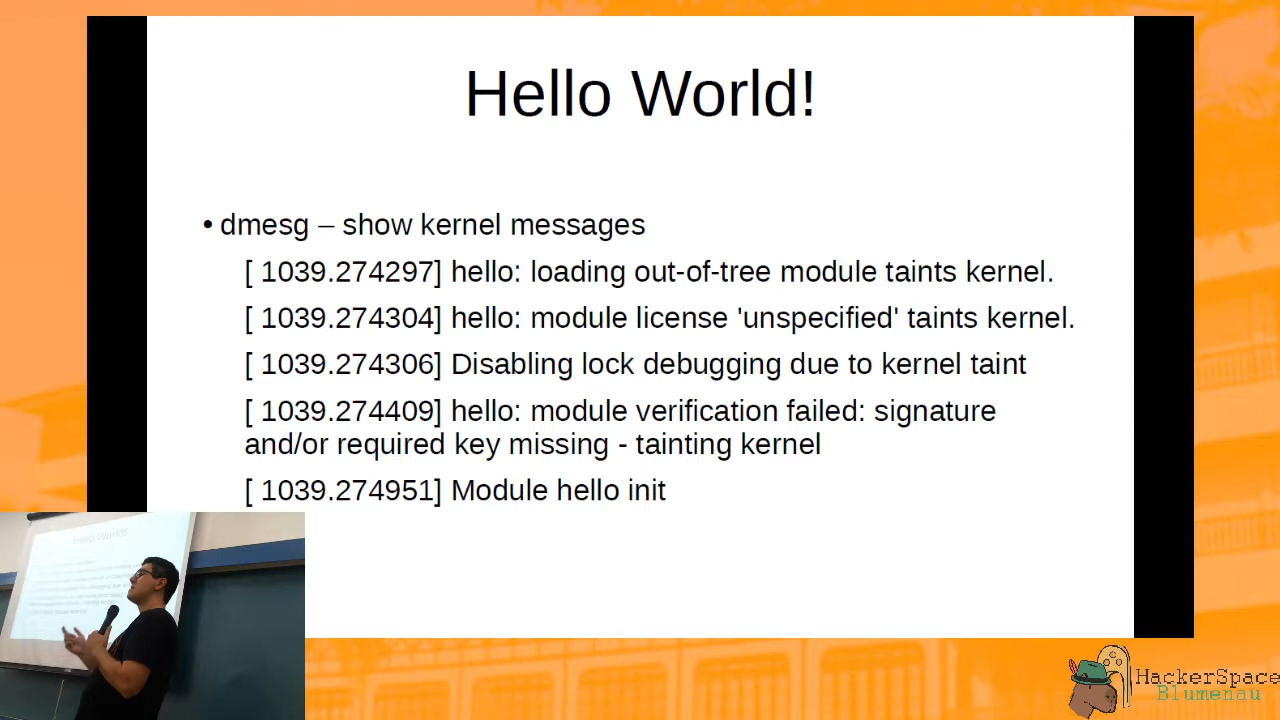 Hello World!
• dmesg – show kernel messages
[ 1039.274297] hello: loading out-of-tree module taints kernel.
[ 1039.274304] hello: module license 'unspecified' taints kernel.
[ 1039.274306] Disabling lock debugging due to kernel taint
[ 1039.274409] hello: module verification failed: signature
and/or required key missing - tainting kernel
[ 1039.274951] Module hello init
Hello World!
HackerSpace
Blumenau